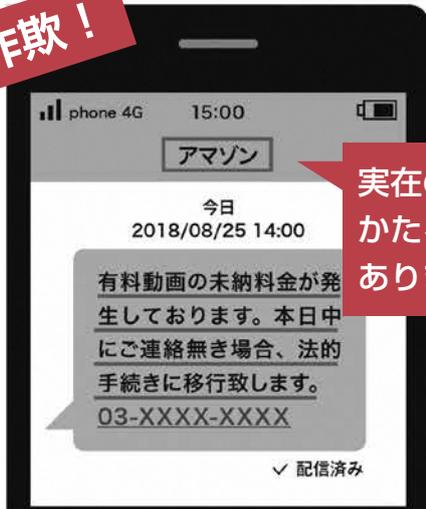 詐欺！
phone 4G 15:00
アマゾン
実在の
かた
あり
今日
2018/08/25 14:00
有料動画の未納料金が発
生しております。本日中
にご連絡無き場合、法的
手続きに移行致します。
03-XXXX-XXXX
✓ 配信済み